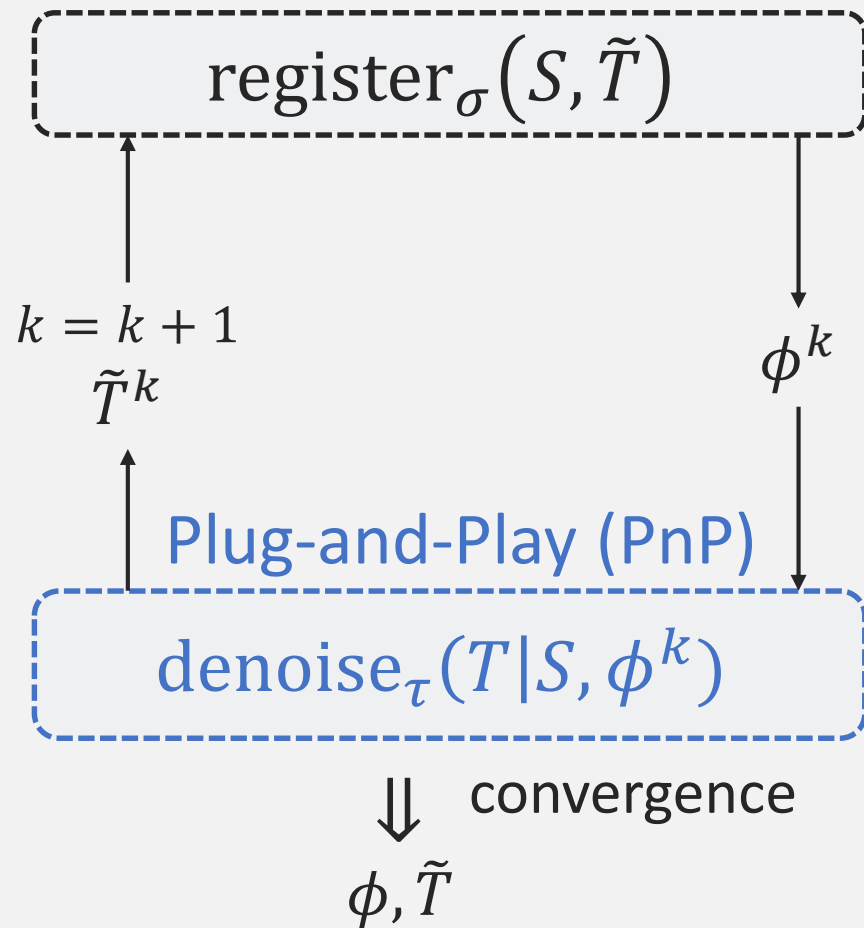 register_σ(S, T̃)
k = k + 1
T̃^k
ϕ^k
Plug-and-Play (PnP)
denoise_τ(T|S, ϕ^k)
⇓ convergence
ϕ, T̃